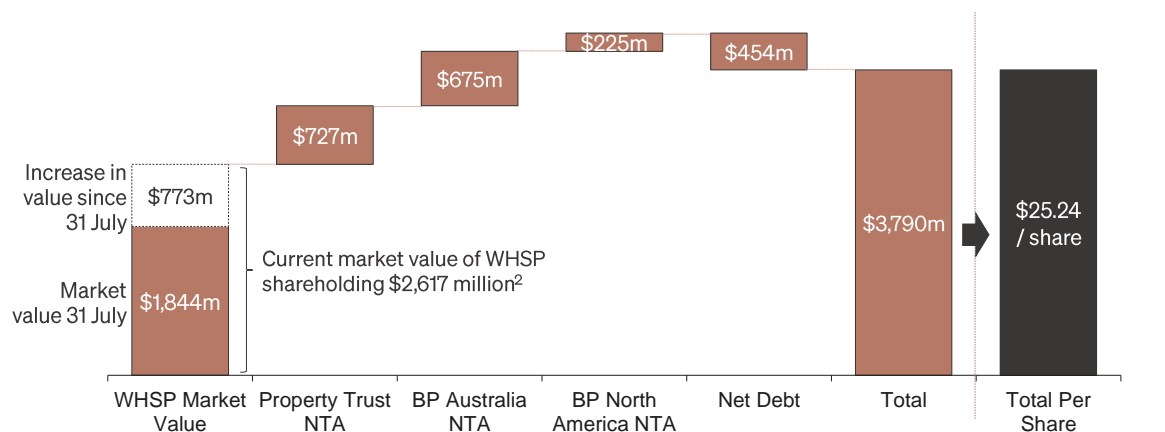 $225m
$454m
$675m
$727m
Increase in
value since
31 July
$773m
$3,790m
$25.24
/ share
Current market value of WHSP
shareholding $2,617 million²
Market
value 31 July
$1,844m
WHSP Market
Value
Property Trust
NTA
BP Australia
NTA
BP North
America NTA
Net Debt
Total
Total Per
Share